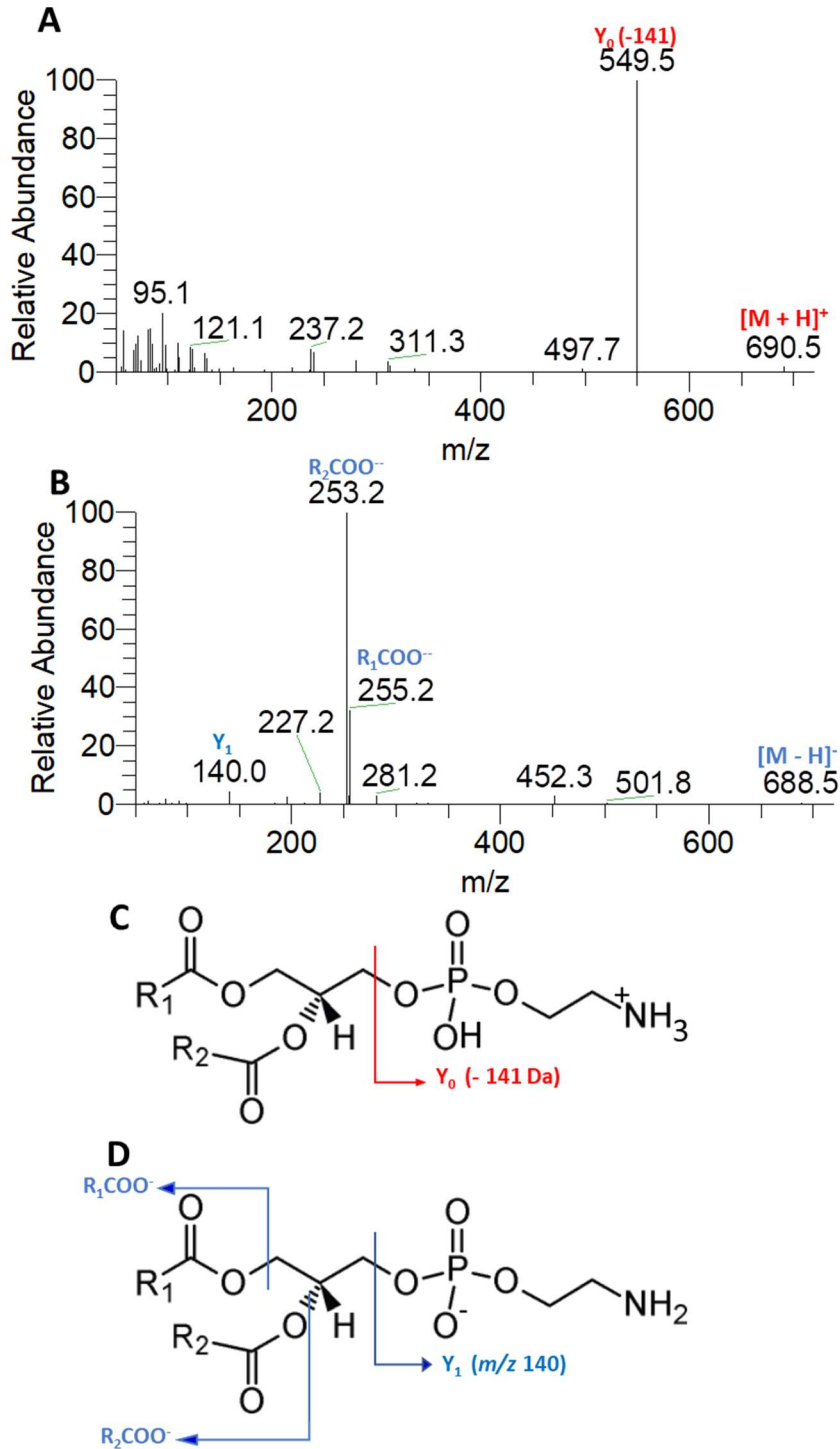 A
Y₀ (-141)
549.5
100
80
60
40
20
0
Relative Abundance
95.1
121.1
237.2
311.3
497.7
[M + H]⁺
690.5
200
400
600
m/z
B
R₂COO⁻⁻
253.2
100
80
60
40
20
0
Relative Abundance
R₁COO⁻⁻
255.2
227.2
Y₁
140.0
281.2
452.3
501.8
[M - H]⁻
688.5
200
400
600
m/z
C
O
O
R₁
O
O
P
O
+
NH₃
OH
H
O
R₂
O
Y₀ (- 141 Da)
D
R₁COO⁻
O
O
R₁
O
O
P
O
NH₂
O⁻
H
O
R₂
O
Y₁ (m/z 140)
R₂COO⁻